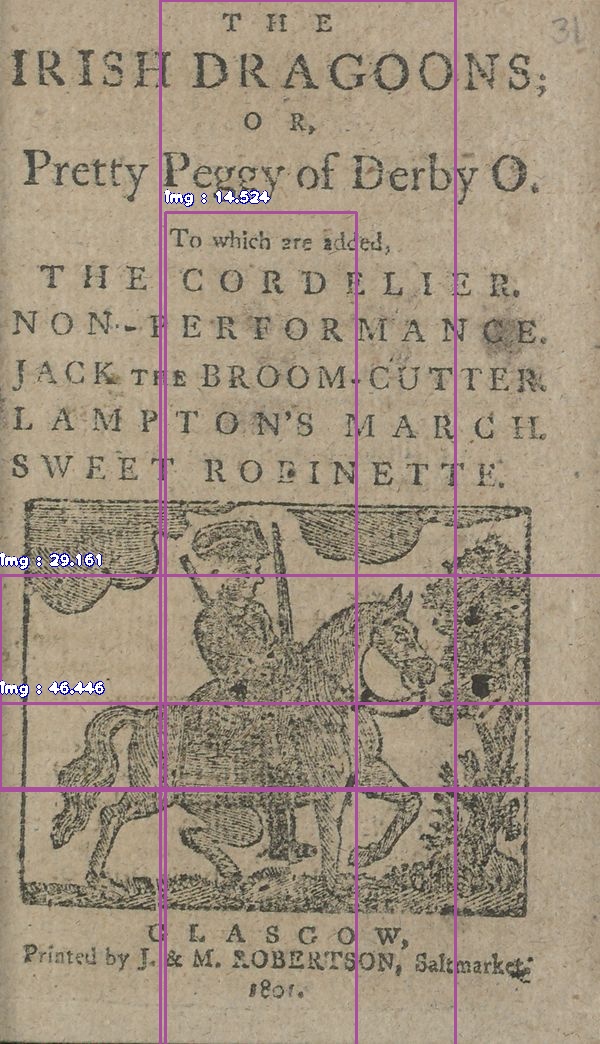 31
THE
IRISH DRAGOONS;
OR,
Pretty Peggy of Derby O.
Img : 14.524
To which are added,
THE CORDELIER.
NON--PERFORMANCE.
JACK THE BROOM-CUTTER.
LAMPTON'S MARCH.
SWEET ROBINETTE.
Img : 29.161
Img : 46.446
GLASGOW,
Printed by J. & M. ROBERTSON, Saltmarket;
1801.